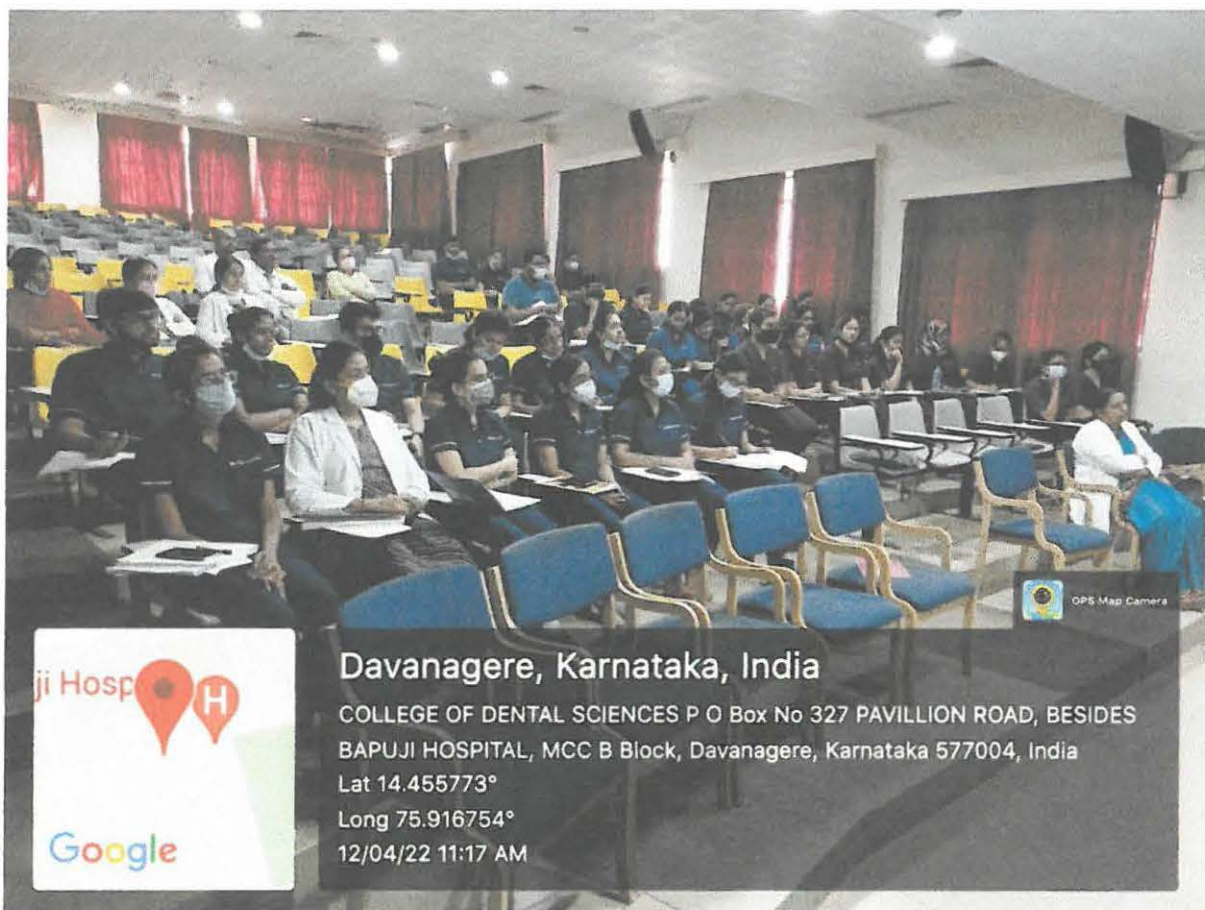 GPS Map Camera
ji Hosp
H
Google
Davanagere, Karnataka, India
COLLEGE OF DENTAL SCIENCES P O Box No 327 PAVILLION ROAD, BESIDES
BAPUJI HOSPITAL, MCC B Block, Davanagere, Karnataka 577004, India
Lat 14.455773°
Long 75.916754°
12/04/22 11:17 AM